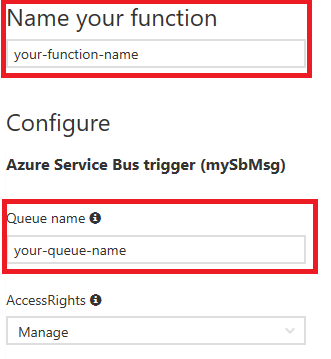 Name your function
your-function-name
Configure
Azure Service Bus trigger (mySbMsg)
Queue name
your-queue-name
AccessRights
Manage